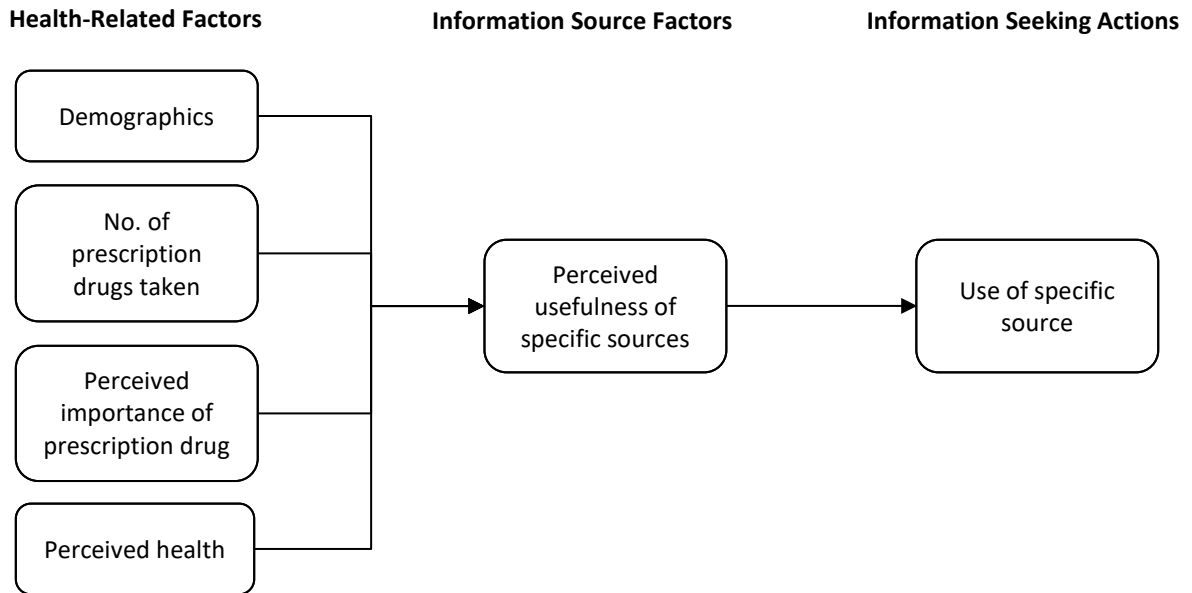 Health-Related Factors
Information Source Factors
Information Seeking Actions
Demographics
No. of
prescription
drugs taken
Perceived
importance of
prescription drug
Perceived health
Perceived
usefulness of
specific sources
Use of specific
source